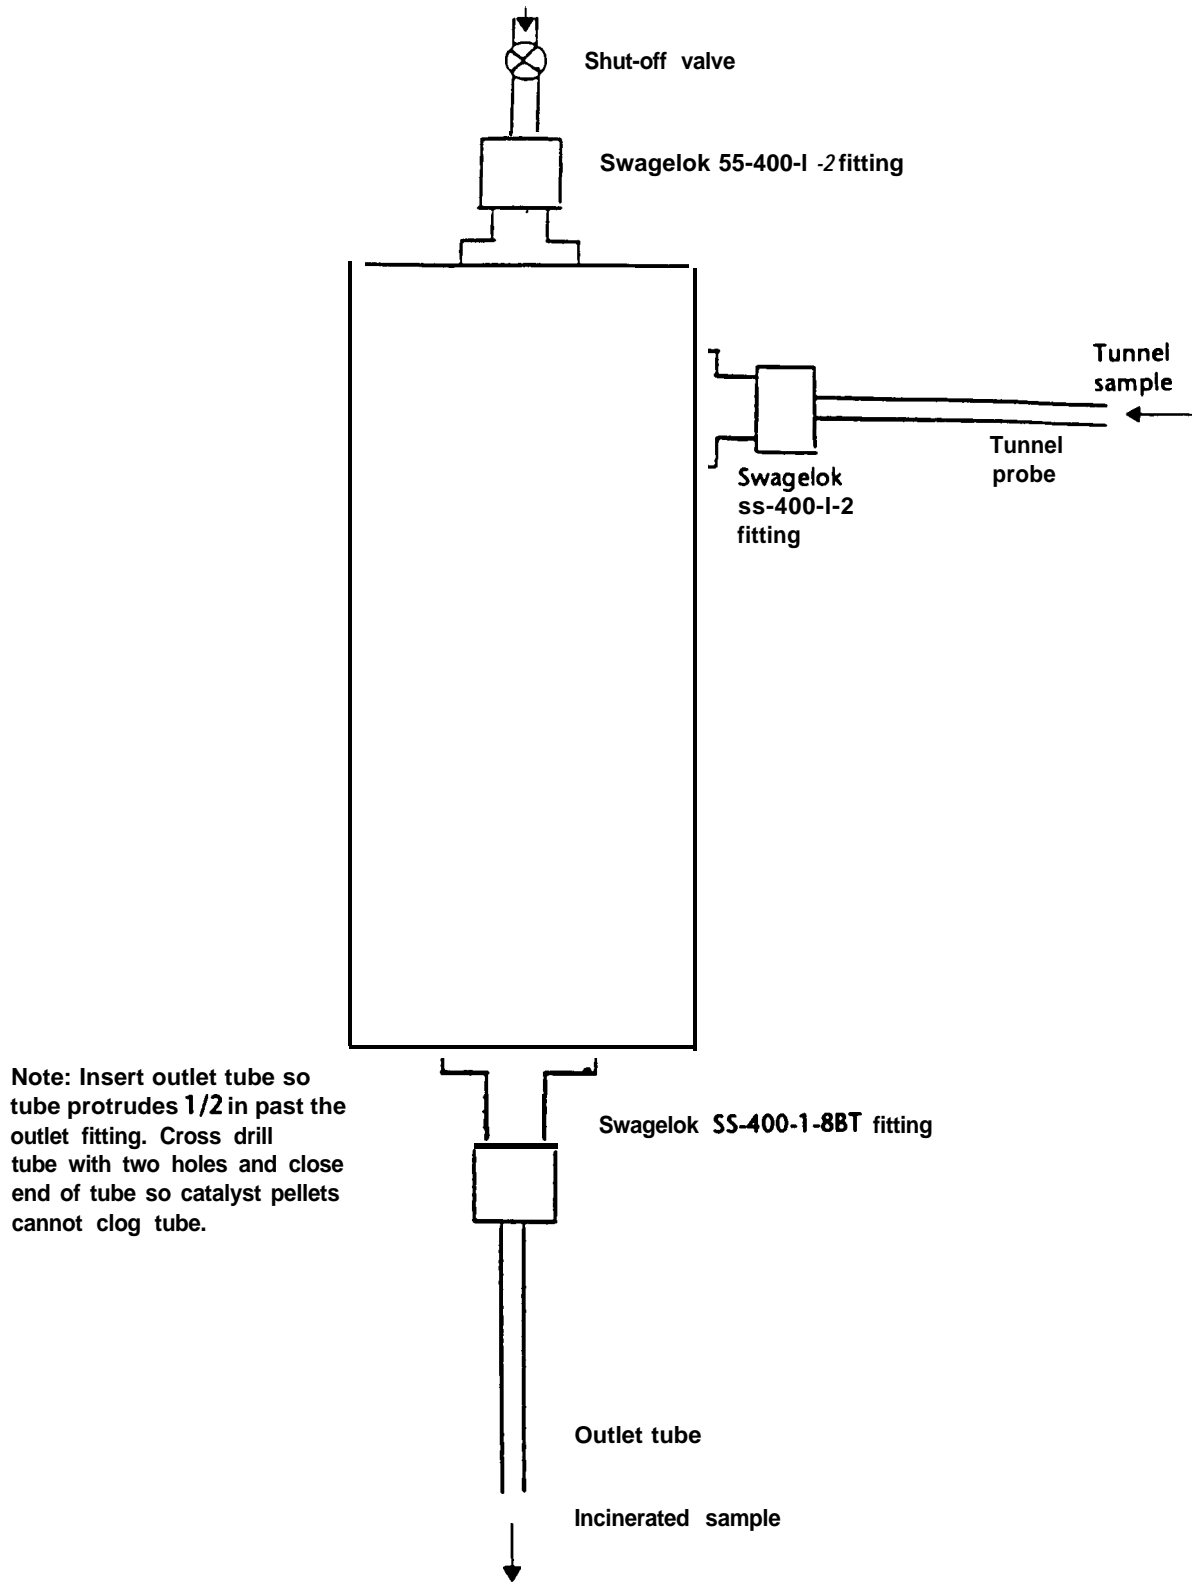 Shut-off valve
Swagelok 55-400-I -2 fitting
Tunnel
sample
Tunnel
probe
Swagelok
ss-400-I-2
fitting
Note: Insert outlet tube so
tube protrudes 1/2 in past the
outlet fitting. Cross drill
tube with two holes and close
end of tube so catalyst pellets
cannot clog tube.
Swagelok SS-400-1-8BT fitting
Outlet tube
Incinerated sample